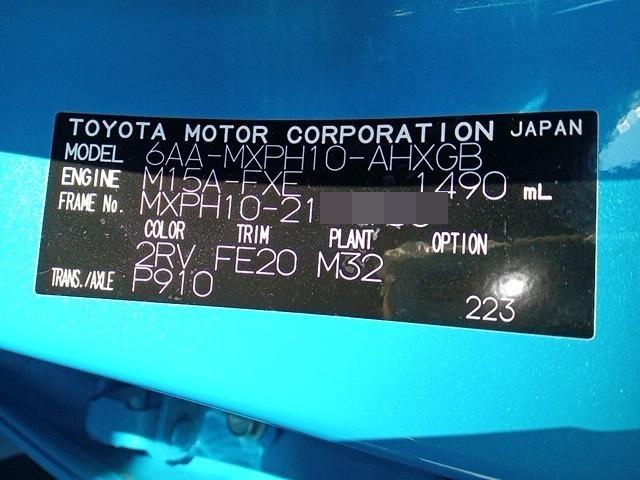 TOYOTA MOTOR CORPORATION JAPAN
MODEL 6AA-MXPH10-AHXGB
ENGINE M15A-FXE 1490 mL
FRAME No. MXPH10-21
COLOR TRIM PLANT OPTION
2RV FE20 M32
TRANS./AXLE P910
223